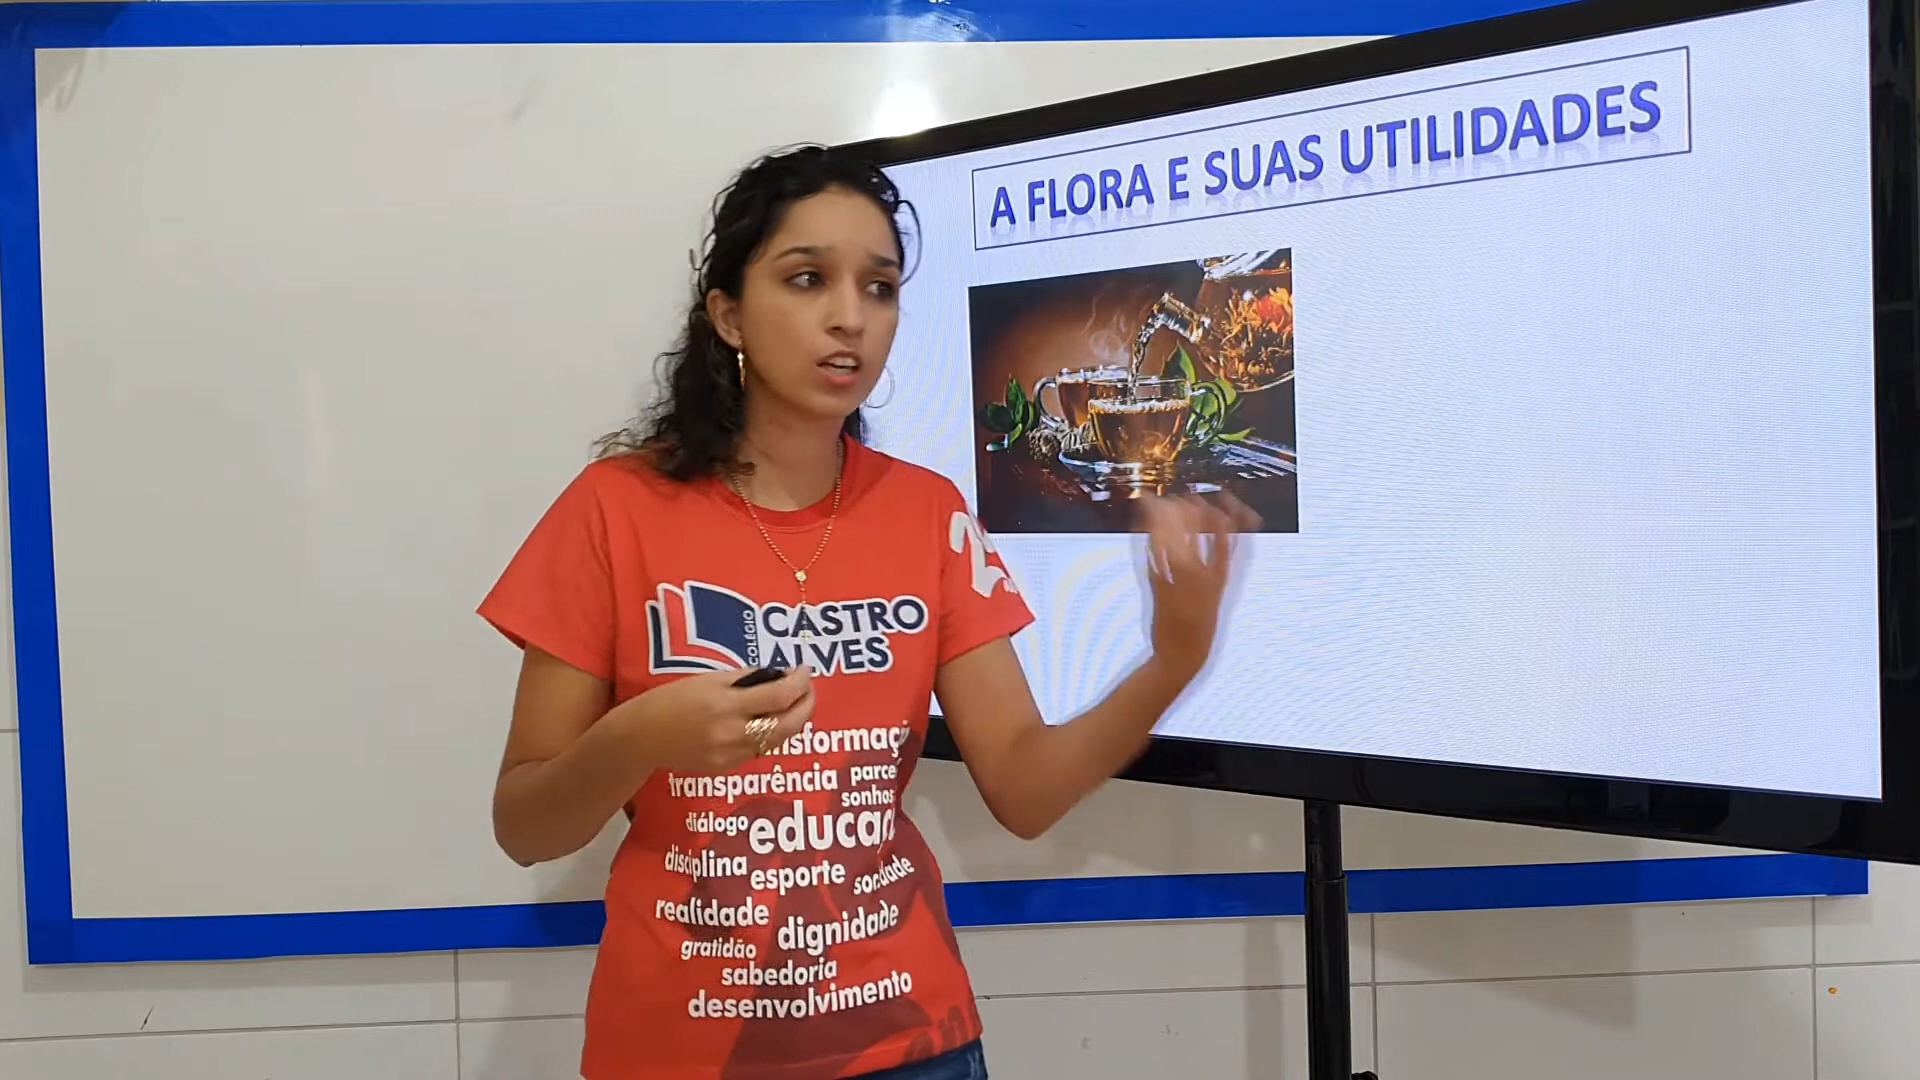 A FLORA E SUAS UTILIDADES
COLÉGIO
CASTRO
ALVES
transparência
sonhos
diálogo
disciplina esporte
realidade dignidade
gratidão
sabedoria
desenvolvimento